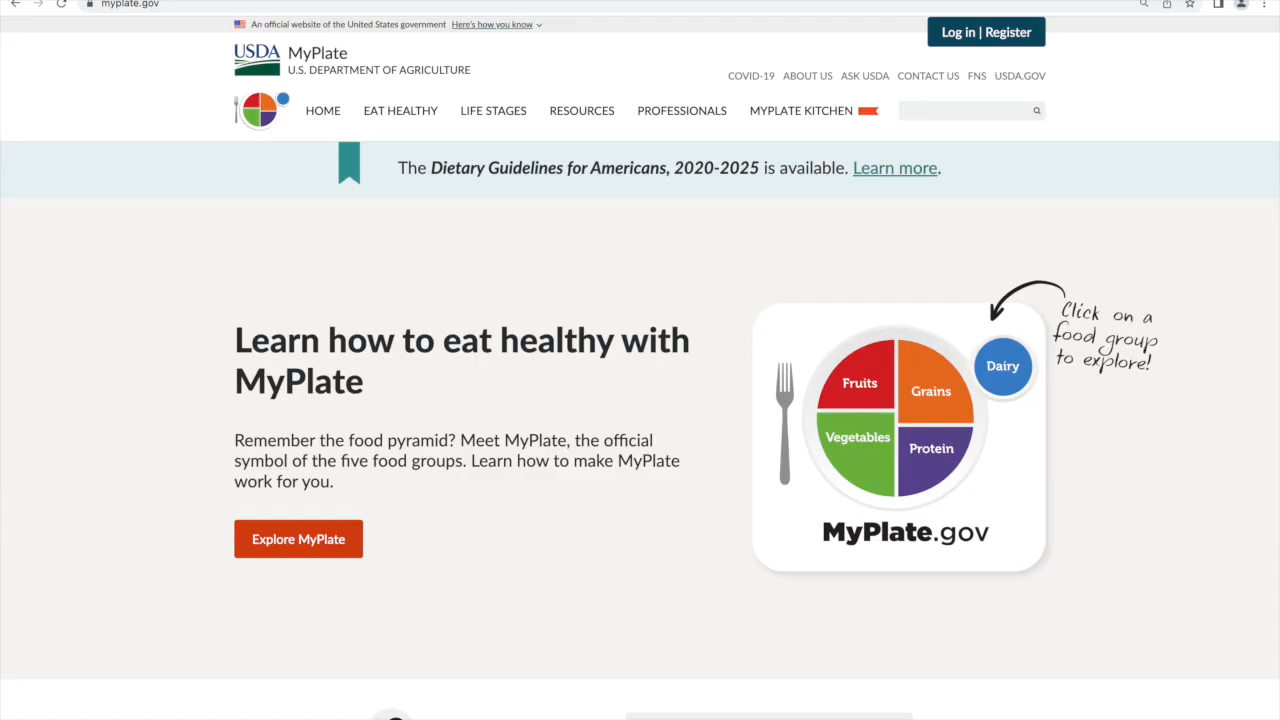 myplate.gov
An official website of the United States government Here's how you know
Log in | Register
USDA MyPlate
U.S. DEPARTMENT OF AGRICULTURE
COVID-19 ABOUT US ASK USDA CONTACT US FNS USDA.GOV
HOME EAT HEALTHY LIFE STAGES RESOURCES PROFESSIONALS MYPLATE KITCHEN
The Dietary Guidelines for Americans, 2020-2025 is available. Learn more.
Learn how to eat healthy with
MyPlate
Remember the food pyramid? Meet MyPlate, the official
symbol of the five food groups. Learn how to make MyPlate
work for you.
Explore MyPlate
Click on a
food group
to explore!
Dairy
Fruits
Grains
Vegetables
Protein
MyPlate.gov